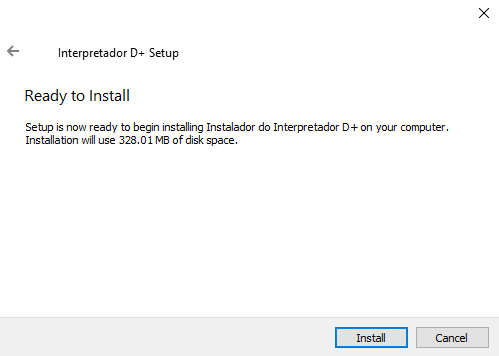 Interpretador D+ Setup
Ready to Install
Setup is now ready to begin installing Instalador do Interpretador D+ on your computer.
Installation will use 328.01 MB of disk space.
Install
Cancel